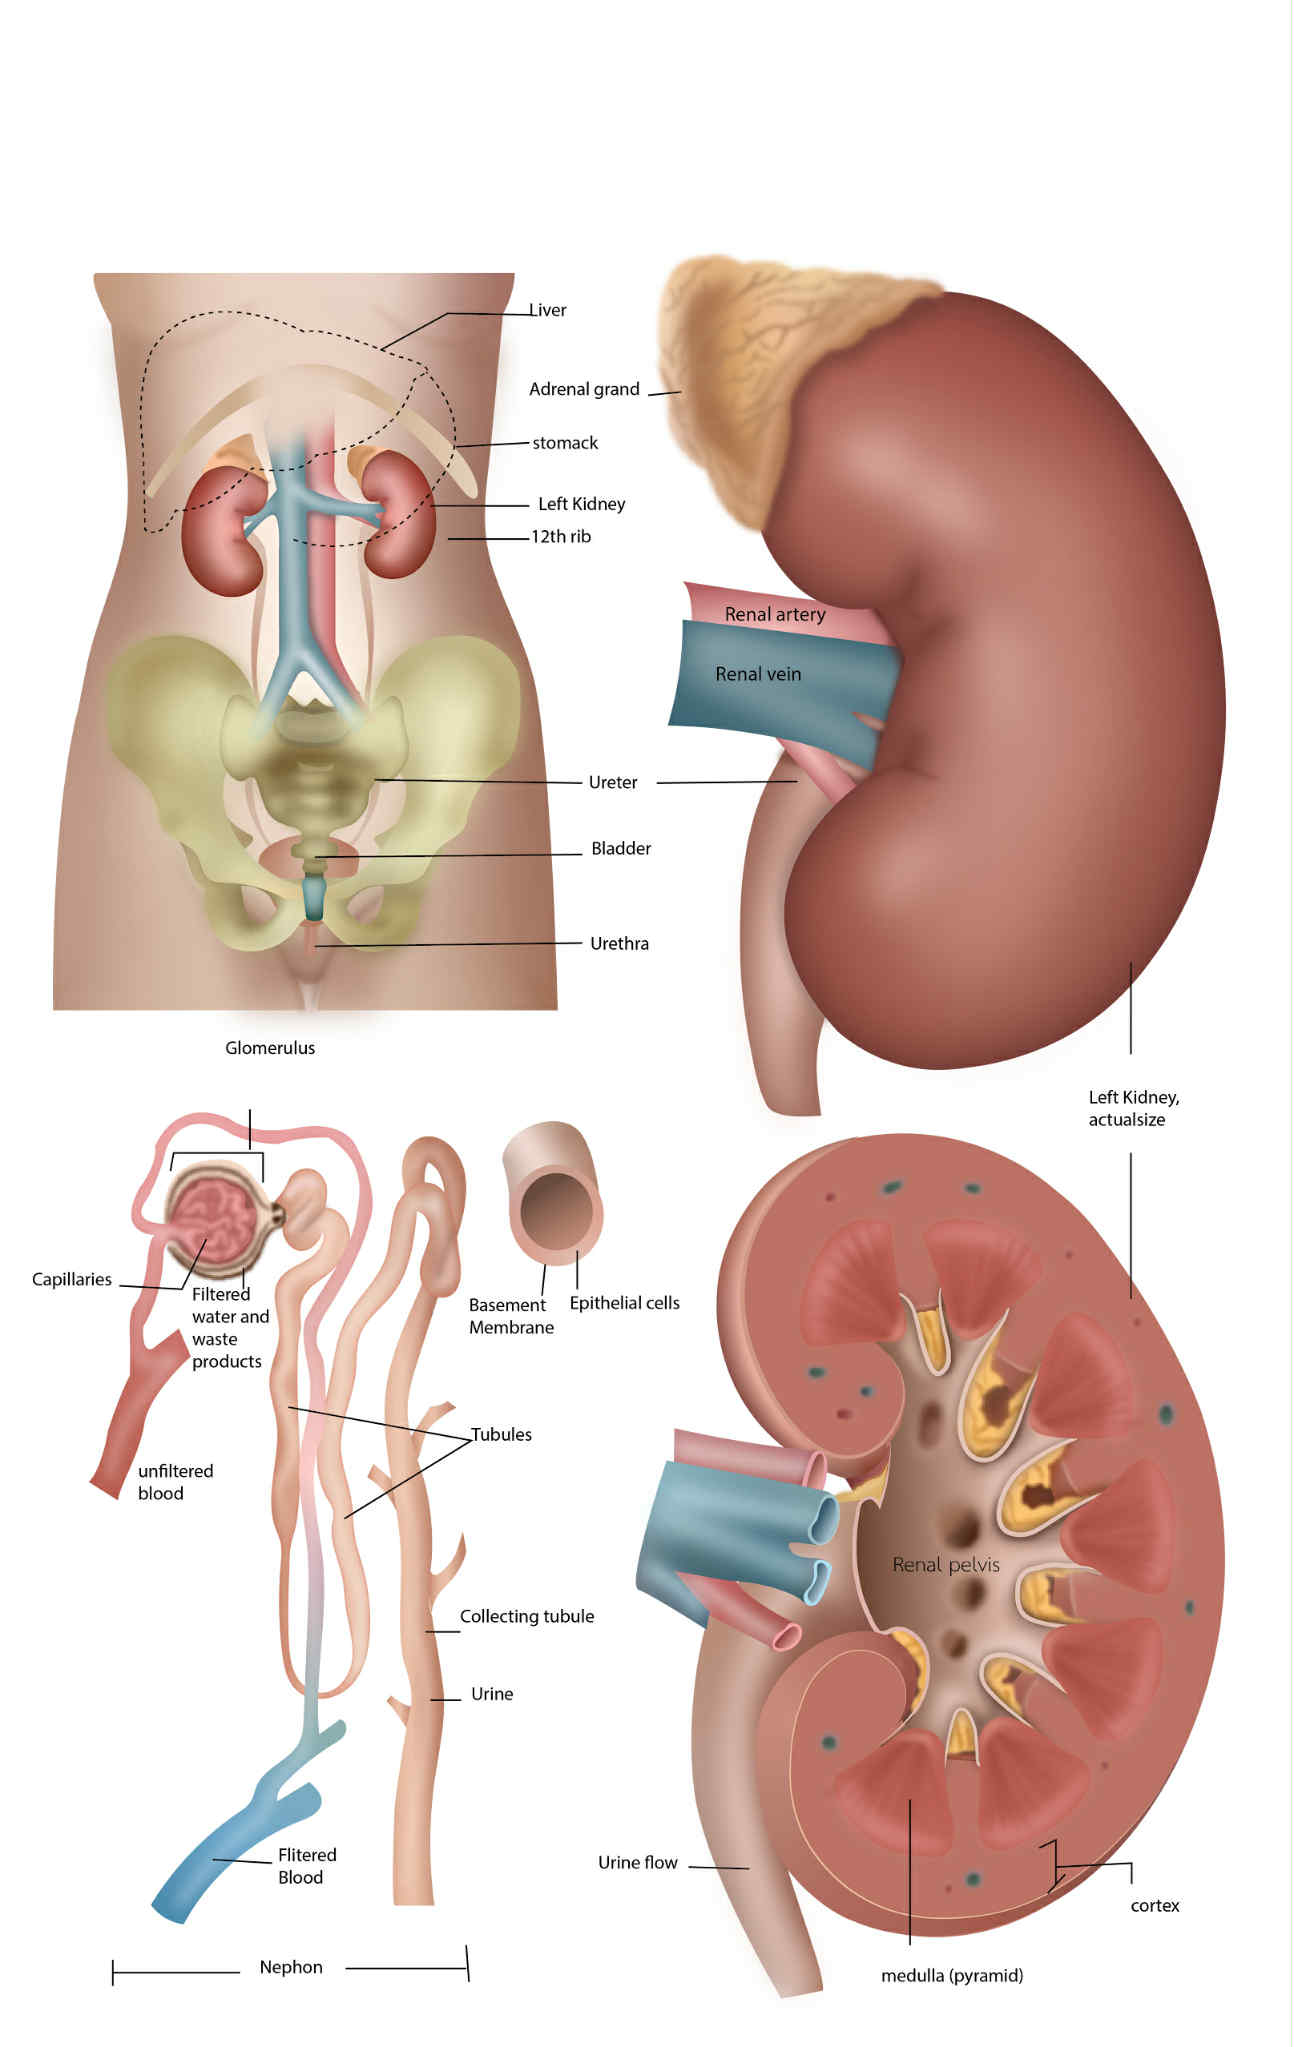 Liver
Adrenal grand
stomack
Left Kidney
12th rib
Renal artery
Renal vein
Ureter
Bladder
Urethra
Glomerulus
Left Kidney,
actualsize
Capillaries
Filtered
water and
waste
products
Basement
Membrane
Epithelial cells
Tubules
unfiltered
blood
Renal pelvis
Collecting tubule
Urine
Flitered
Blood
Urine flow
cortex
Nephon
medulla (pyramid)